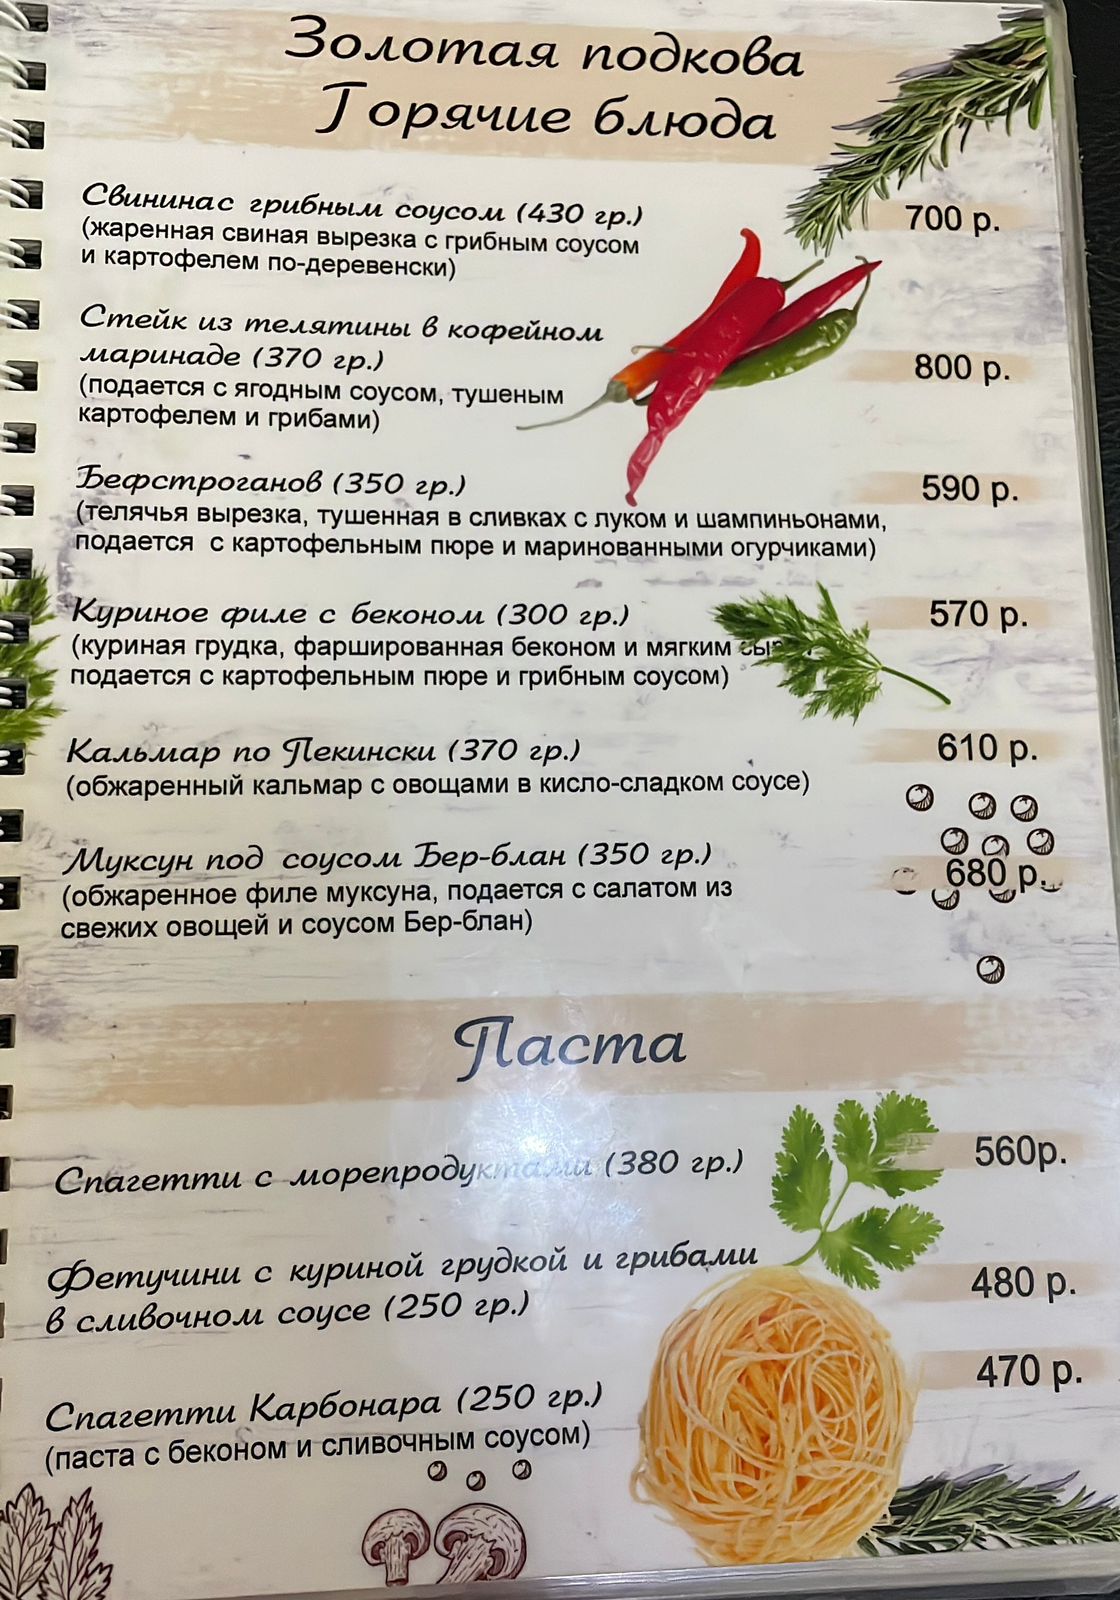 Золотая подкова
Горячие блюда
Свининас грибным соусом (430 гр.)
700 р.
(жаренная свиная вырезка с грибным соусом
и картофелем по-деревенски)
Стейк из телятины в кофейном
маринаде (370 гр.)
800 р.
(подается с ягодным соусом, тушеным
картофелем и грибами)
Бефстроганов (350 гр.)
590 р.
(телячья вырезка, тушенная в сливках с луком и шампиньонами,
подается с картофельным пюре и маринованными огурчиками)
Куриное филе с беконом (300 гр.)
570 р.
(куриная грудка, фаршированная беконом и мягким
подается с картофельным пюре и грибным соусом)
Кальмар по Пекински (370 гр.)
610 р.
(обжаренный кальмар с овощами в кисло-сладком соусе)
Муксун под соусом Бер-блан (350 гр.)
680 р.
(обжаренное филе муксуна, подается с салатом из
свежих овощей и соусом Бер-блан)
Паста
Спагетти с морепродуктами (380 гр.)
560р.
Фетучини с куриной грудкой и грибами
в сливочном соусе (250 гр.)
480 р.
Спагетти Карбонара (250 гр.)
470 р.
(паста с беконом и сливочным соусом)